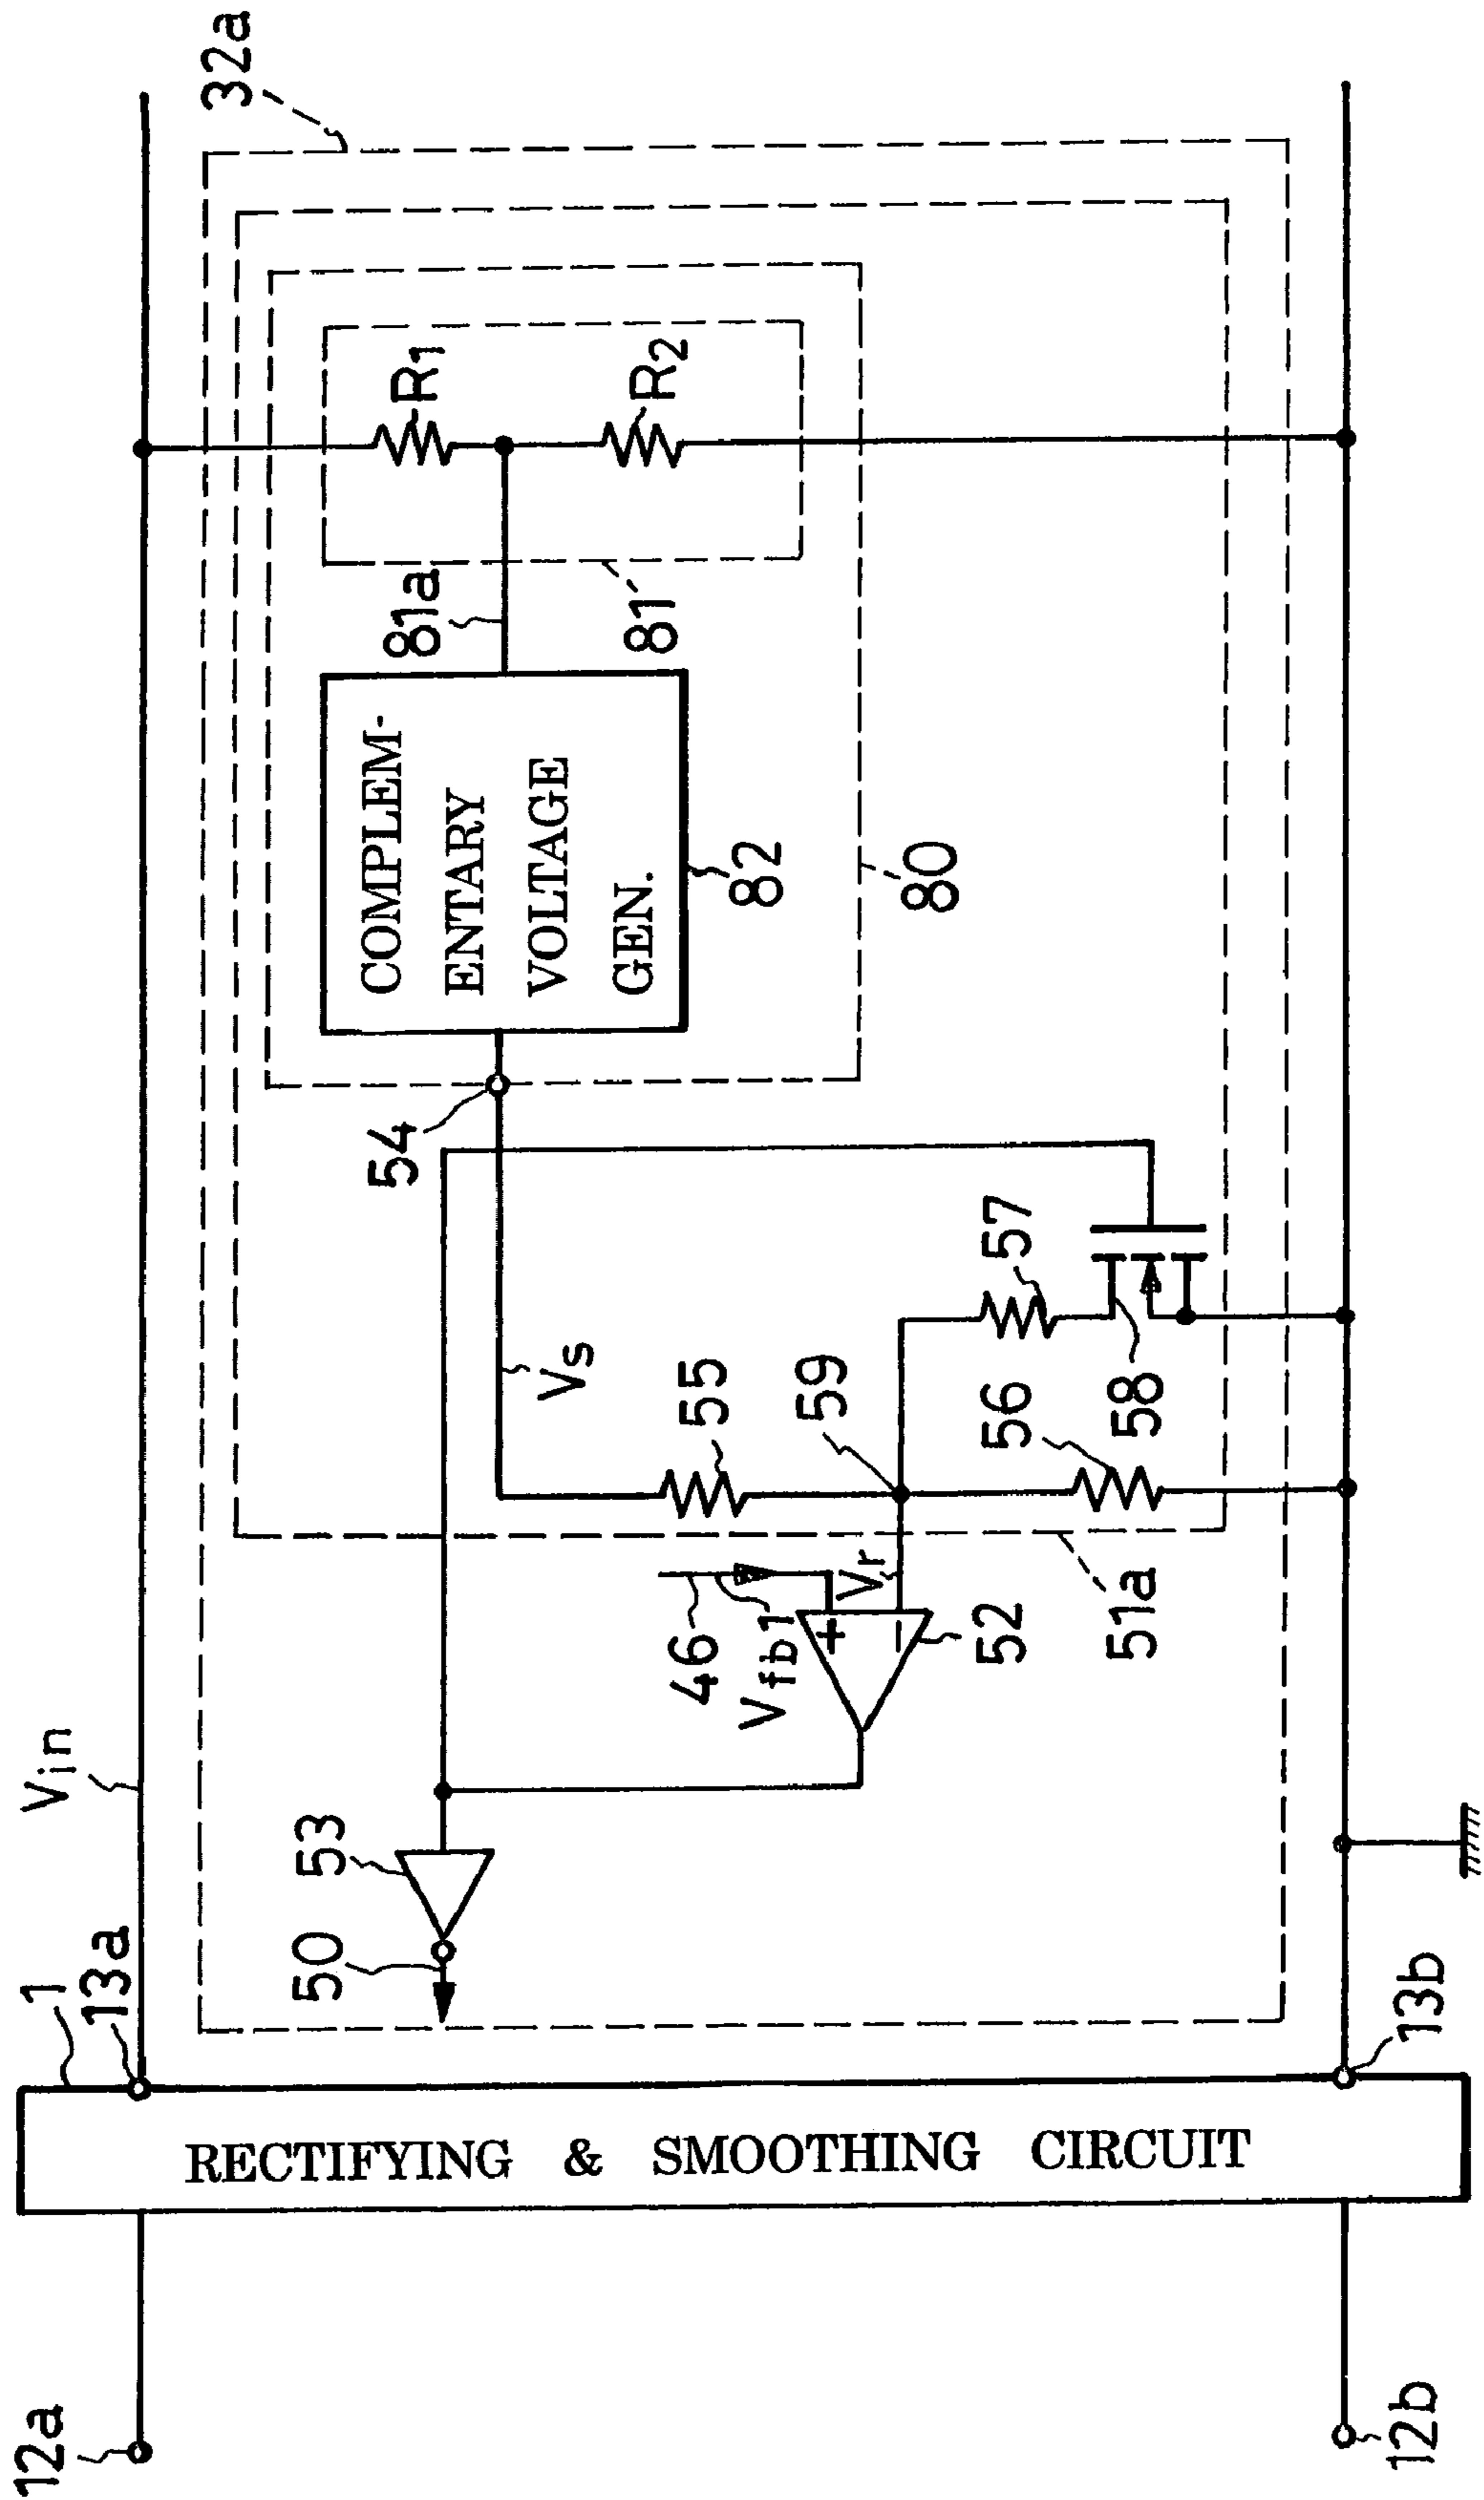 12a
12b
RECTIFYING & SMOOTHING CIRCUIT
1
13a
13b
Vin
50
53
46
Vfb1
Vr
+
−
52
51a
Vs
55
59
56
57
58
54
COMPLEM-
ENTARY
VOLTAGE
GEN.
82
80
81a
81
R1
R2
32a